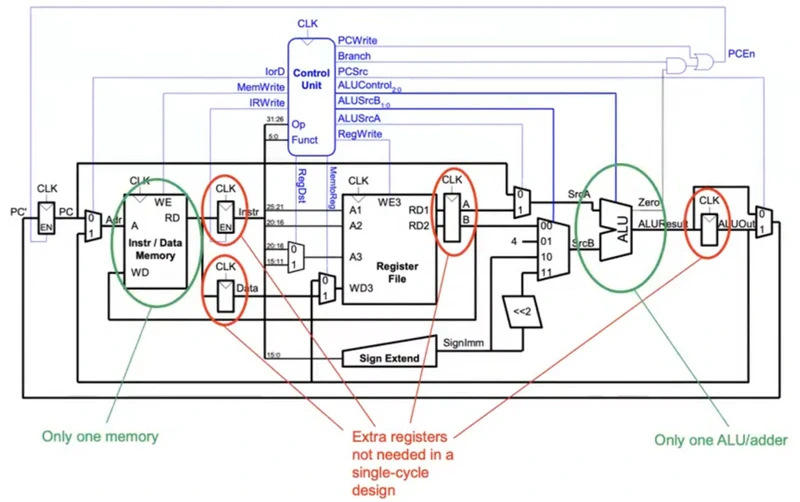 CLK
PCWrite
Branch
PCEn
IorD
Control
Unit
PCSrc
MemWrite
ALUControl2:0
IRWrite
ALUSrcB1:0
31:26
Op
ALUSrcA
5:0
Funct
RegWrite
RegDst
MemtoReg
CLK
CLK
CLK
CLK
CLK
CLK
PC'
PC
EN
0
1
Adr
WE
RD
A
Instr / Data
Memory
WD
EN
Instr
25:21
20:16
20:16
15:11
0
1
CLK
Data
0
1
A1
A2
A3
WD3
WE3
RD1
RD2
Register
File
A
B
0
1
SrcA
4
00
01
10
11
SrcB
ALU
Zero
ALUResult
CLK
ALUOut
0
1
<<2
15:0
Sign Extend
SignImm
Only one memory
Extra registers
not needed in a
single-cycle
design
Only one ALU/adder